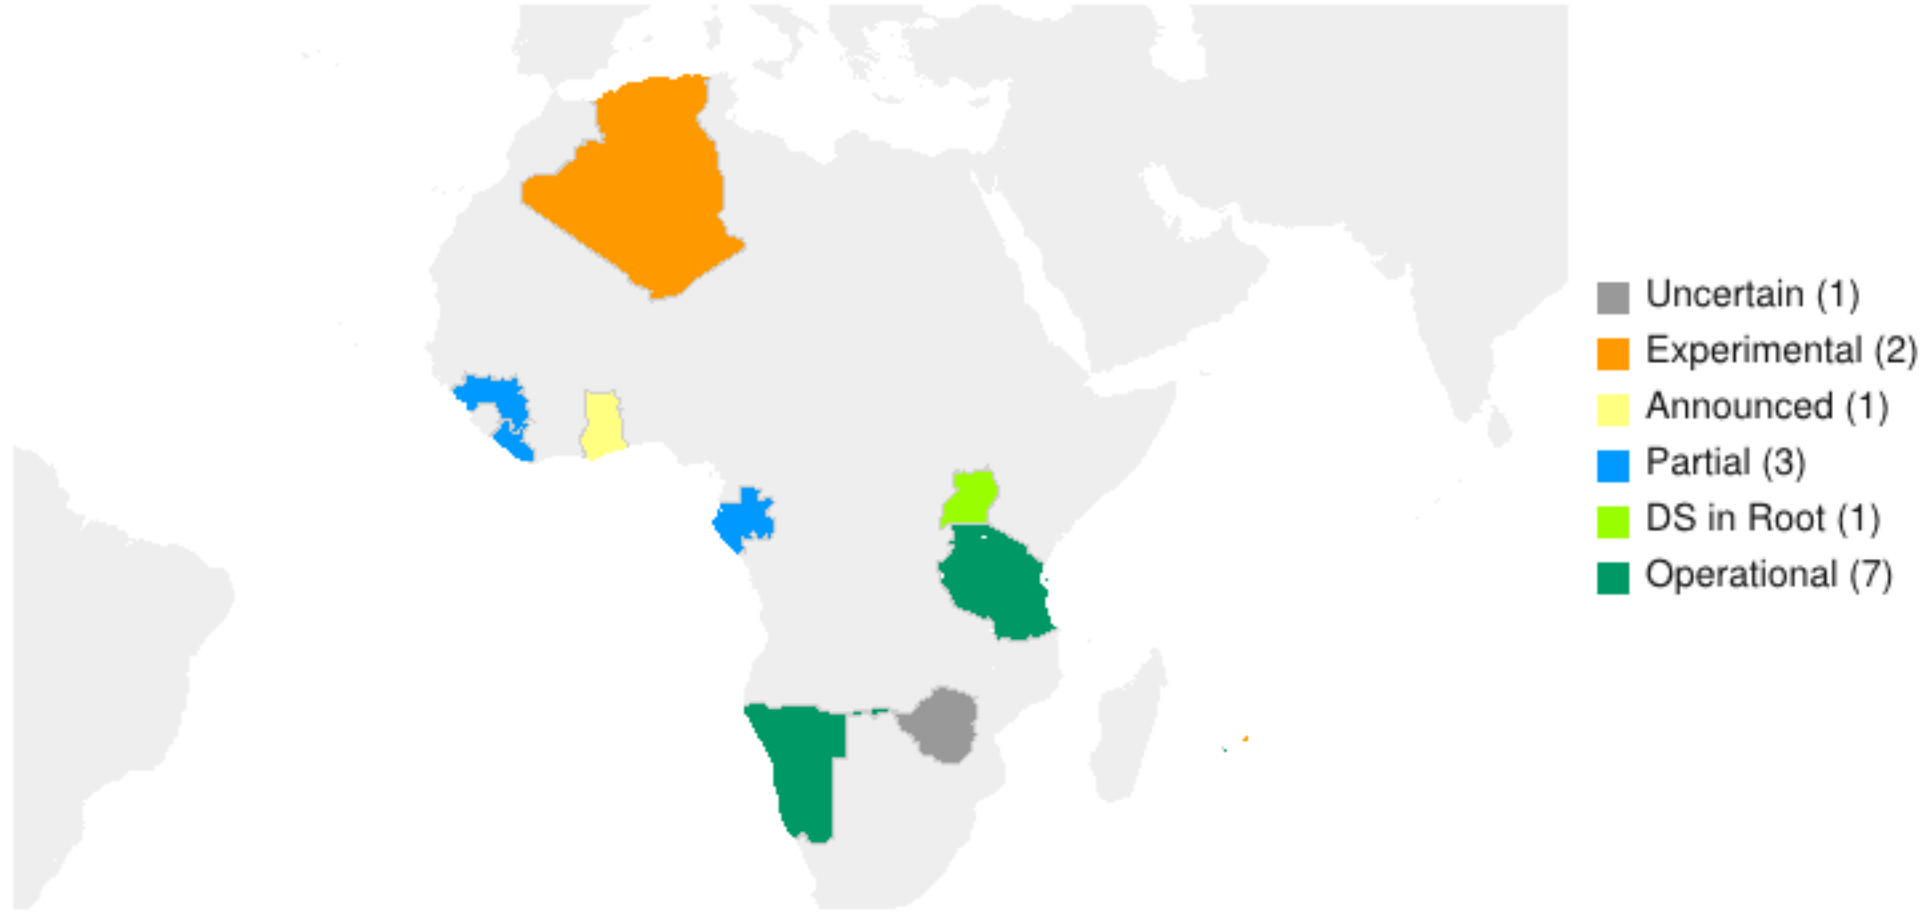 Uncertain (1)
Experimental (2)
Announced (1)
Partial (3)
DS in Root (1)
Operational (7)